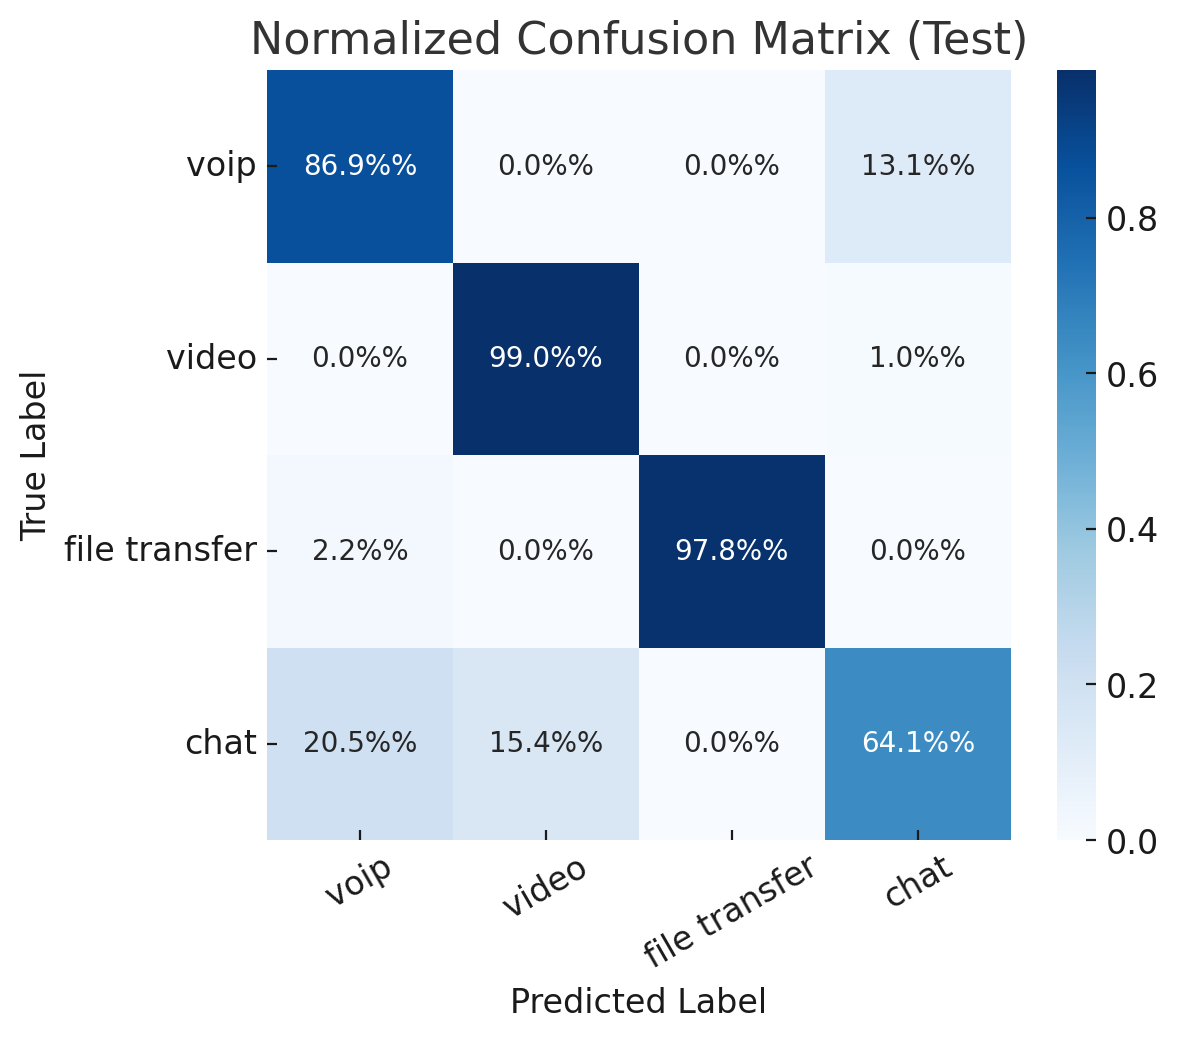 Normalized Confusion Matrix (Test)
voip 86.9%% 0.0%% 0.0%% 13.1%%
video 0.0%% 99.0%% 0.0%% 1.0%%
file transfer 2.2%% 0.0%% 97.8%% 0.0%%
chat 20.5%% 15.4%% 0.0%% 64.1%%
True Label
voip video file transfer chat
Predicted Label
0.8
0.6
0.4
0.2
0.0